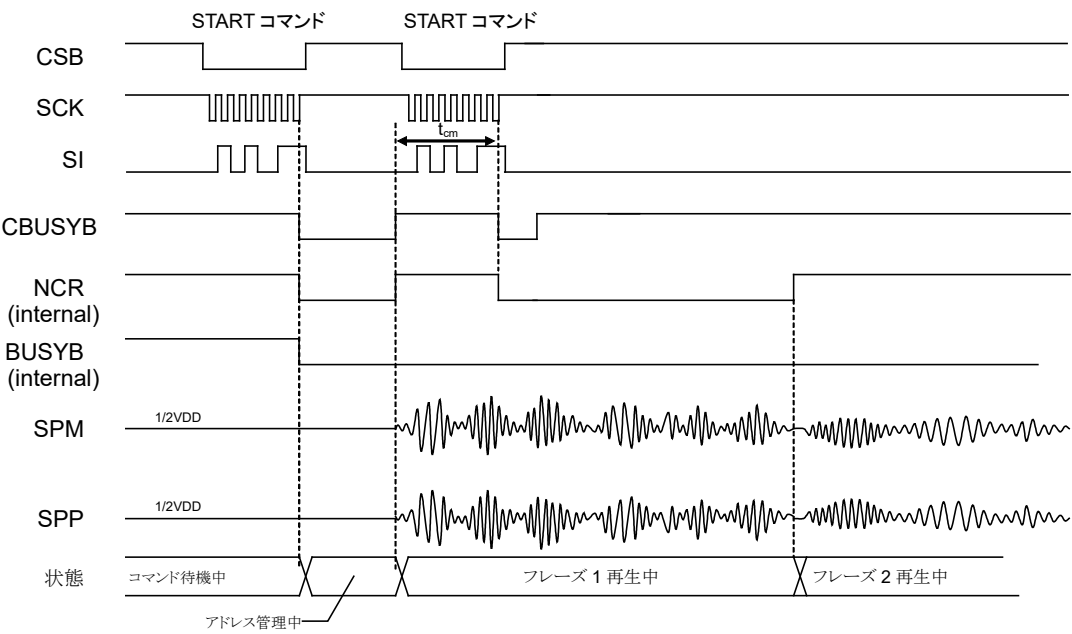 START コマンド
START コマンド
CSB
SCK
tcm
SI
CBUSYB
NCR
(internal)
BUSYB
(internal)
1/2VDD
SPM
1/2VDD
SPP
状態
コマンド待機中
フレーズ 1 再生中
フレーズ 2 再生中
アドレス管理中